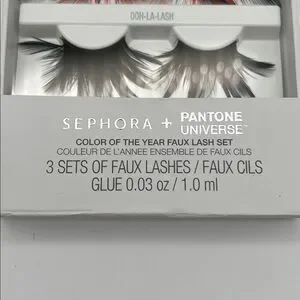 OOH-LA-LASH
SEPHORA + PANTONE UNIVERSE™
COLOR OF THE YEAR FAUX LASH SET
COULEUR DE L'ANNEE ENSEMBLE DE FAUX CILS
3 SETS OF FAUX LASHES / FAUX CILS
GLUE 0.03 oz / 1.0 ml